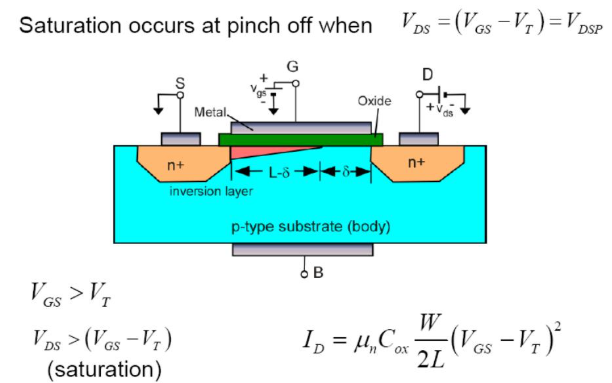 Saturation occurs at pinch off when V_DS = (V_GS − V_T) = V_DSP
G
S
D
+
V_gs
-
+V_ds-
Metal
Oxide
n+
n+
L-δ
δ
inversion layer
p-type substrate (body)
B
V_GS > V_T
V_DS > (V_GS − V_T)
(saturation)
I_D = μ_n C_ox W/2L (V_GS − V_T)²